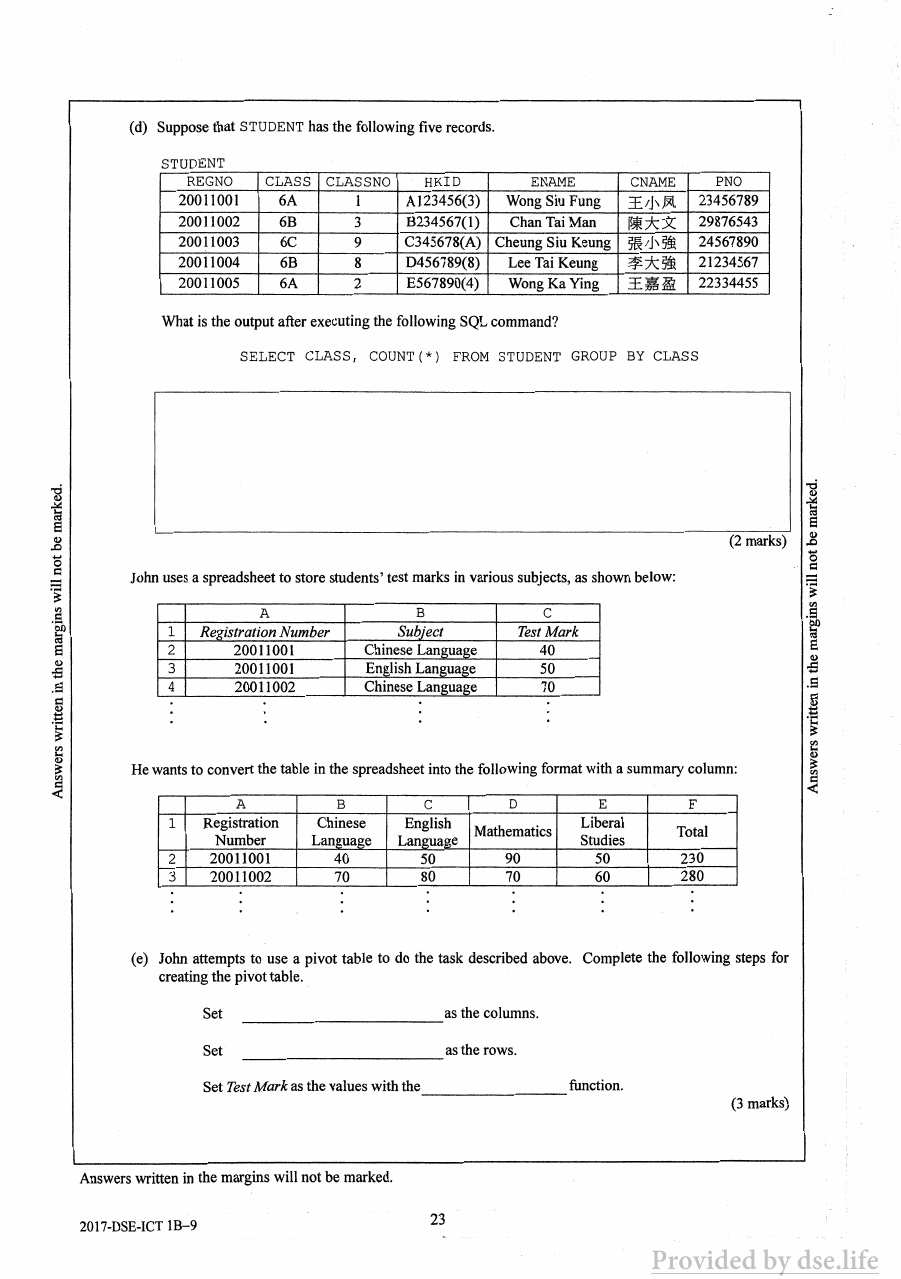 (d) Suppose that STUDENT has the following five records.
STUDENT
REGNO CLASS CLASSNO HKID ENAME CNAME PNO
20011001 6A 1 A123456(3) Wong Siu Fung 王小凤 23456789
20011002 6B 3 B234567(1) Chan Tai Man 陳大文 29876543
20011003 6C 9 C345678(A) Cheung Siu Keung 張小強 24567890
20011004 6B 8 D456789(8) Lee Tai Keung 李大強 21234567
20011005 6A 2 E567890(4) Wong Ka Ying 王嘉盈 22334455
What is the output after executing the following SQL command?
SELECT CLASS, COUNT(*) FROM STUDENT GROUP BY CLASS
(2 marks)
Answers written in the margins will not be marked.
Answers written in the margins will not be marked.
John uses a spreadsheet to store students' test marks in various subjects, as shown below:
A B C
1 Registration Number Subject Test Mark
2 20011001 Chinese Language 40
3 20011001 English Language 50
4 20011002 Chinese Language 70
He wants to convert the table in the spreadsheet into the following format with a summary column:
A B C D E F
1 Registration Number Chinese Language English Language Mathematics Liberal Studies Total
2 20011001 40 50 90 50 230
3 20011002 70 80 70 60 280
(e) John attempts to use a pivot table to do the task described above. Complete the following steps for
creating the pivot table.
Set ____________________ as the columns.
Set ____________________ as the rows.
Set Test Mark as the values with the ______________ function.
(3 marks)
Answers written in the margins will not be marked.
2017-DSE-ICT 1B–9
23
Provided by dse.life